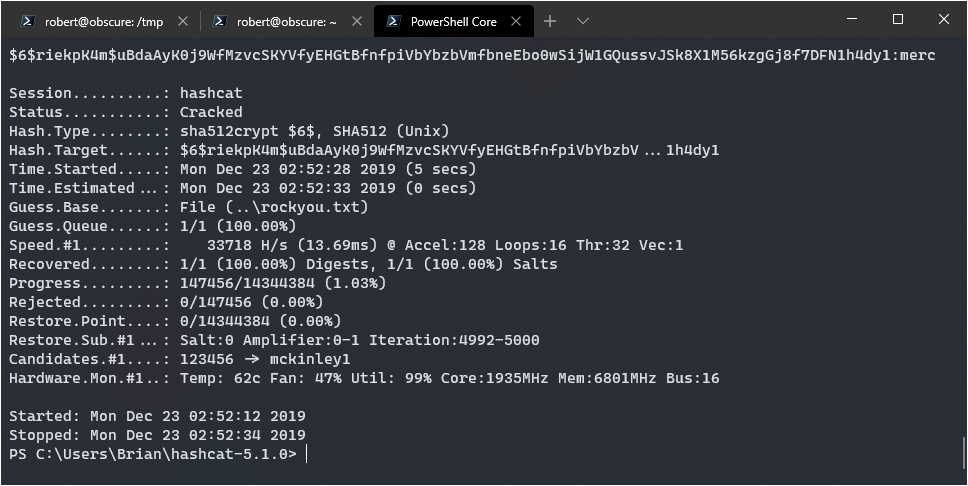 robert@obscure: /tmp
robert@obscure: ~
PowerShell Core
$6$riekpK4m$uBdaAyK0j9WfMzvcSKYVfyEHGtBfnfpiVbYbzbVmfbneEbo0wSijW1GQussvJSk8X1M56kzgGj8f7DFN1h4dy1:merc
Session..........: hashcat
Status...........: Cracked
Hash.Type........: sha512crypt $6$, SHA512 (Unix)
Hash.Target......: $6$riekpK4m$uBdaAyK0j9WfMzvcSKYVfyEHGtBfnfpiVbYbzbV...1h4dy1
Time.Started.....: Mon Dec 23 02:52:28 2019 (5 secs)
Time.Estimated...: Mon Dec 23 02:52:33 2019 (0 secs)
Guess.Base.......: File (..\rockyou.txt)
Guess.Queue......: 1/1 (100.00%)
Speed.#1.........:    33718 H/s (13.69ms) @ Accel:128 Loops:16 Thr:32 Vec:1
Recovered........: 1/1 (100.00%) Digests, 1/1 (100.00%) Salts
Progress.........: 147456/14344384 (1.03%)
Rejected.........: 0/147456 (0.00%)
Restore.Point....: 0/14344384 (0.00%)
Restore.Sub.#1...: Salt:0 Amplifier:0-1 Iteration:4992-5000
Candidates.#1....: 123456 -> mckinley1
Hardware.Mon.#1..: Temp: 62c Fan: 47% Util: 99% Core:1935MHz Mem:6801MHz Bus:16
Started: Mon Dec 23 02:52:12 2019
Stopped: Mon Dec 23 02:52:34 2019
PS C:\Users\Brian\hashcat-5.1.0>